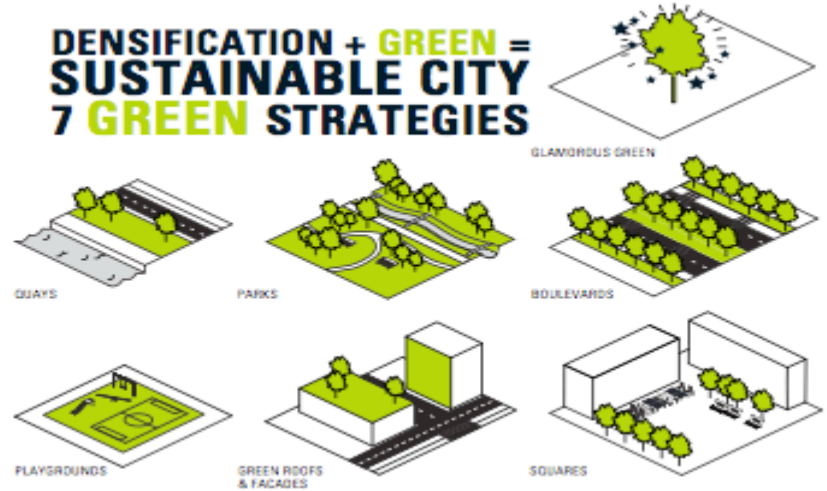 DENSIFICATION + GREEN =
SUSTAINABLE CITY
7 GREEN STRATEGIES
GLAMOROUS GREEN
QUAYS
PARKS
BOULEVARDS
PLAYGROUNDS
GREEN ROOFS
& FACADES
SQUARES